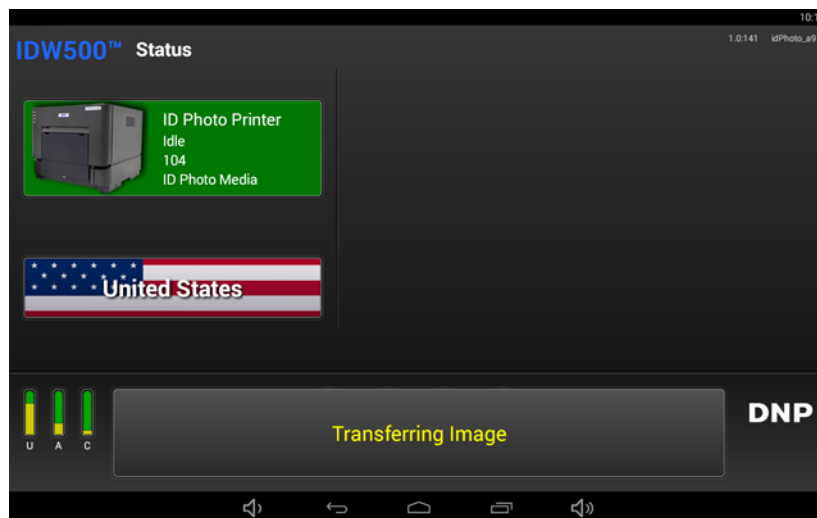 10:1
IDW500™ Status
1.0:141 idPhoto_a9
ID Photo Printer
Idle
104
ID Photo Media
United States
U A C
Transferring Image
DNP